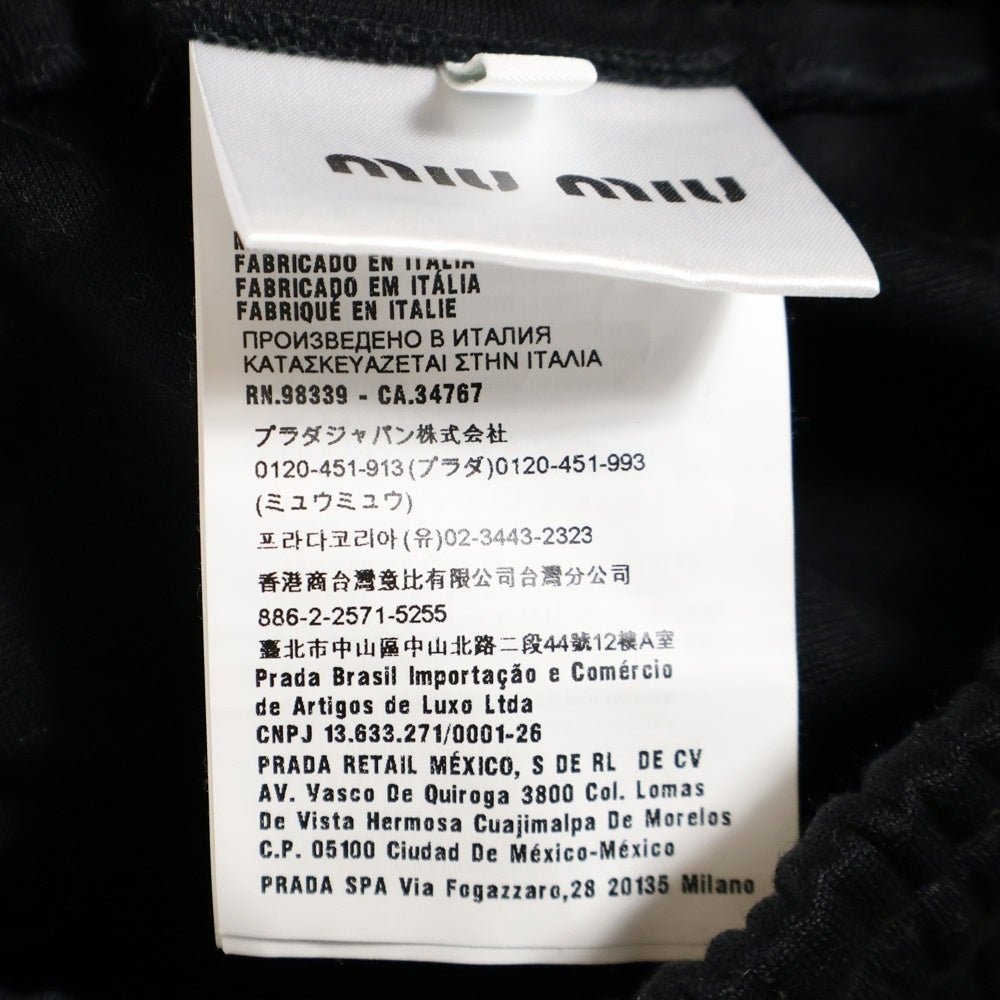 miu miu
FABRICADO EN ITALIA
FABRICADO EM ITÁLIA
FABRIQUÉ EN ITALIE
ПРОИЗВЕДЕНО В ИТАЛИЯ
ΚΑΤΑΣΚΕΥΑΖΕΤΑΙ ΣΤΗΝ ΙΤΑΛΙΑ
RN.98339 - CA.34767
プラダジャパン株式会社
0120-451-913(プラダ)0120-451-993
(ミュウミュウ)
프라다코리아(유)02-3443-2323
香港商台灣意比有限公司台灣分公司
886-2-2571-5255
臺北市中山區中山北路二段44號12樓A室
Prada Brasil Importação e Comércio
de Artigos de Luxo Ltda
CNPJ 13.633.271/0001-26
PRADA RETAIL MÉXICO, S DE RL DE CV
AV. Vasco De Quiroga 3800 Col. Lomas
De Vista Hermosa Cuajimalpa De Morelos
C.P. 05100 Ciudad De México-México
PRADA SPA Via Fogazzaro,28 20135 Milano